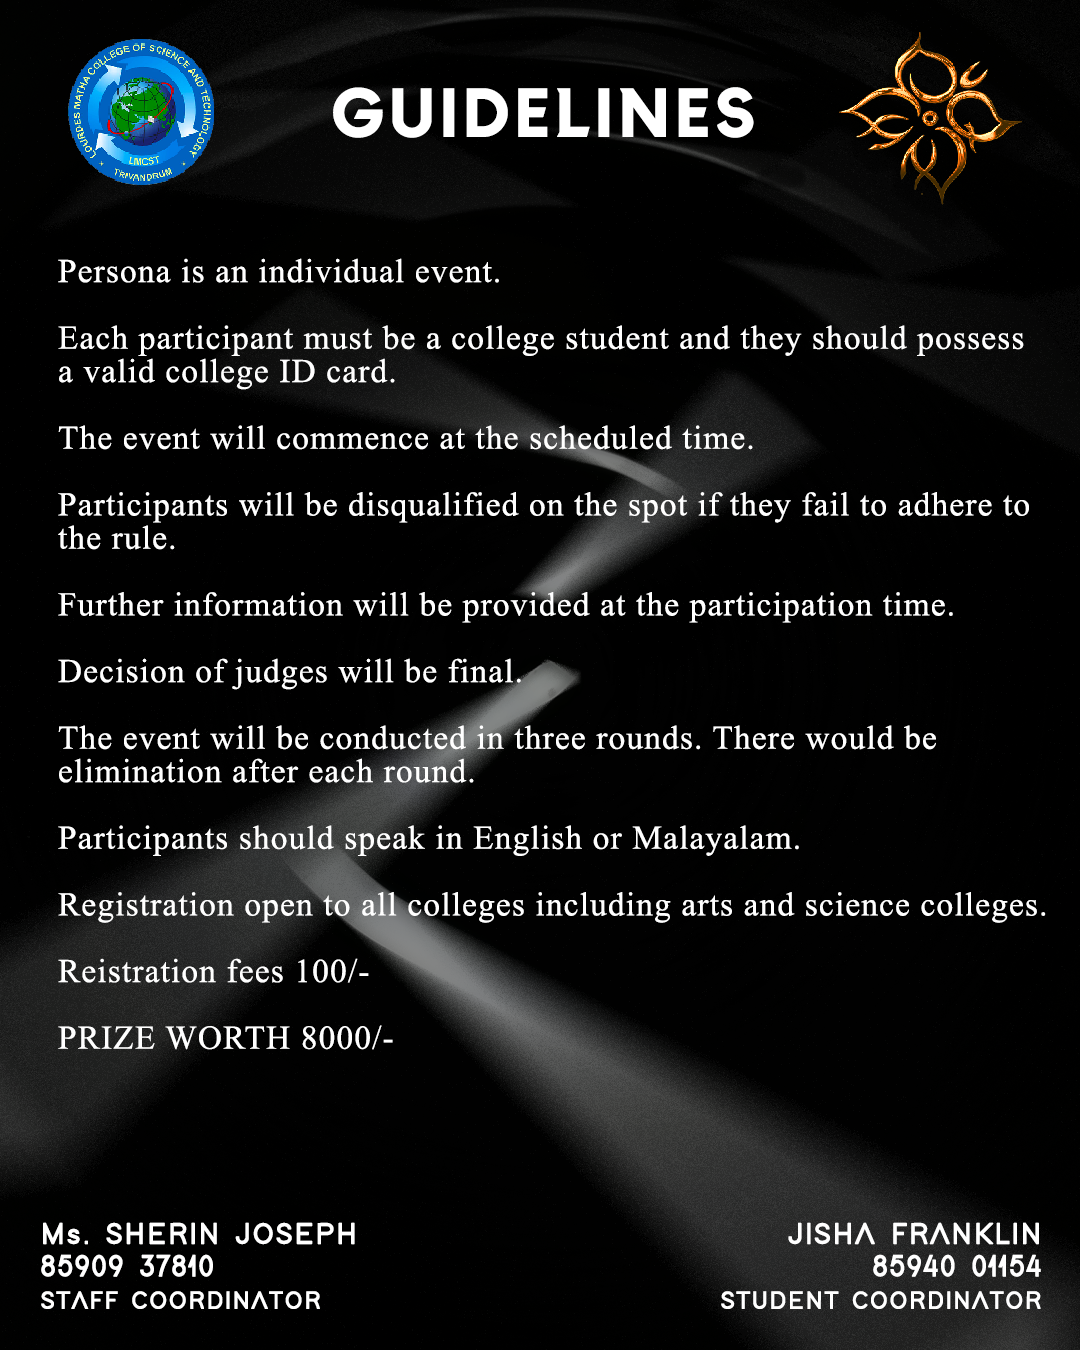 LOURDES MATHA COLLEGE OF SCIENCE AND TECHNOLOGY
LMCST
TRIVANDRUM
GUIDELINES
Persona is an individual event.
Each participant must be a college student and they should possess
a valid college ID card.
The event will commence at the scheduled time.
Participants will be disqualified on the spot if they fail to adhere to
the rule.
Further information will be provided at the participation time.
Decision of judges will be final.
The event will be conducted in three rounds. There would be
elimination after each round.
Participants should speak in English or Malayalam.
Registration open to all colleges including arts and science colleges.
Reistration fees 100/-
PRIZE WORTH 8000/-
Ms. SHERIN JOSEPH
85909 37810
STAFF COORDINATOR
JISHA FRANKLIN
85940 01154
STUDENT COORDINATOR